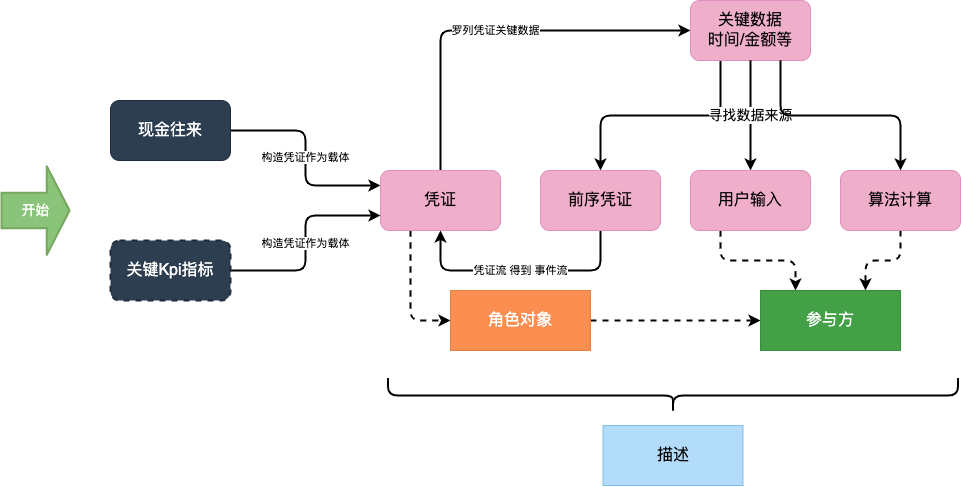 关键数据
时间/金额等
罗列凭证关键数据
现金往来
寻找数据来源
构造凭证作为载体
凭证
前序凭证
用户输入
算法计算
开始
构造凭证作为载体
关键Kpi指标
凭证流 得到 事件流
角色对象
参与方
描述